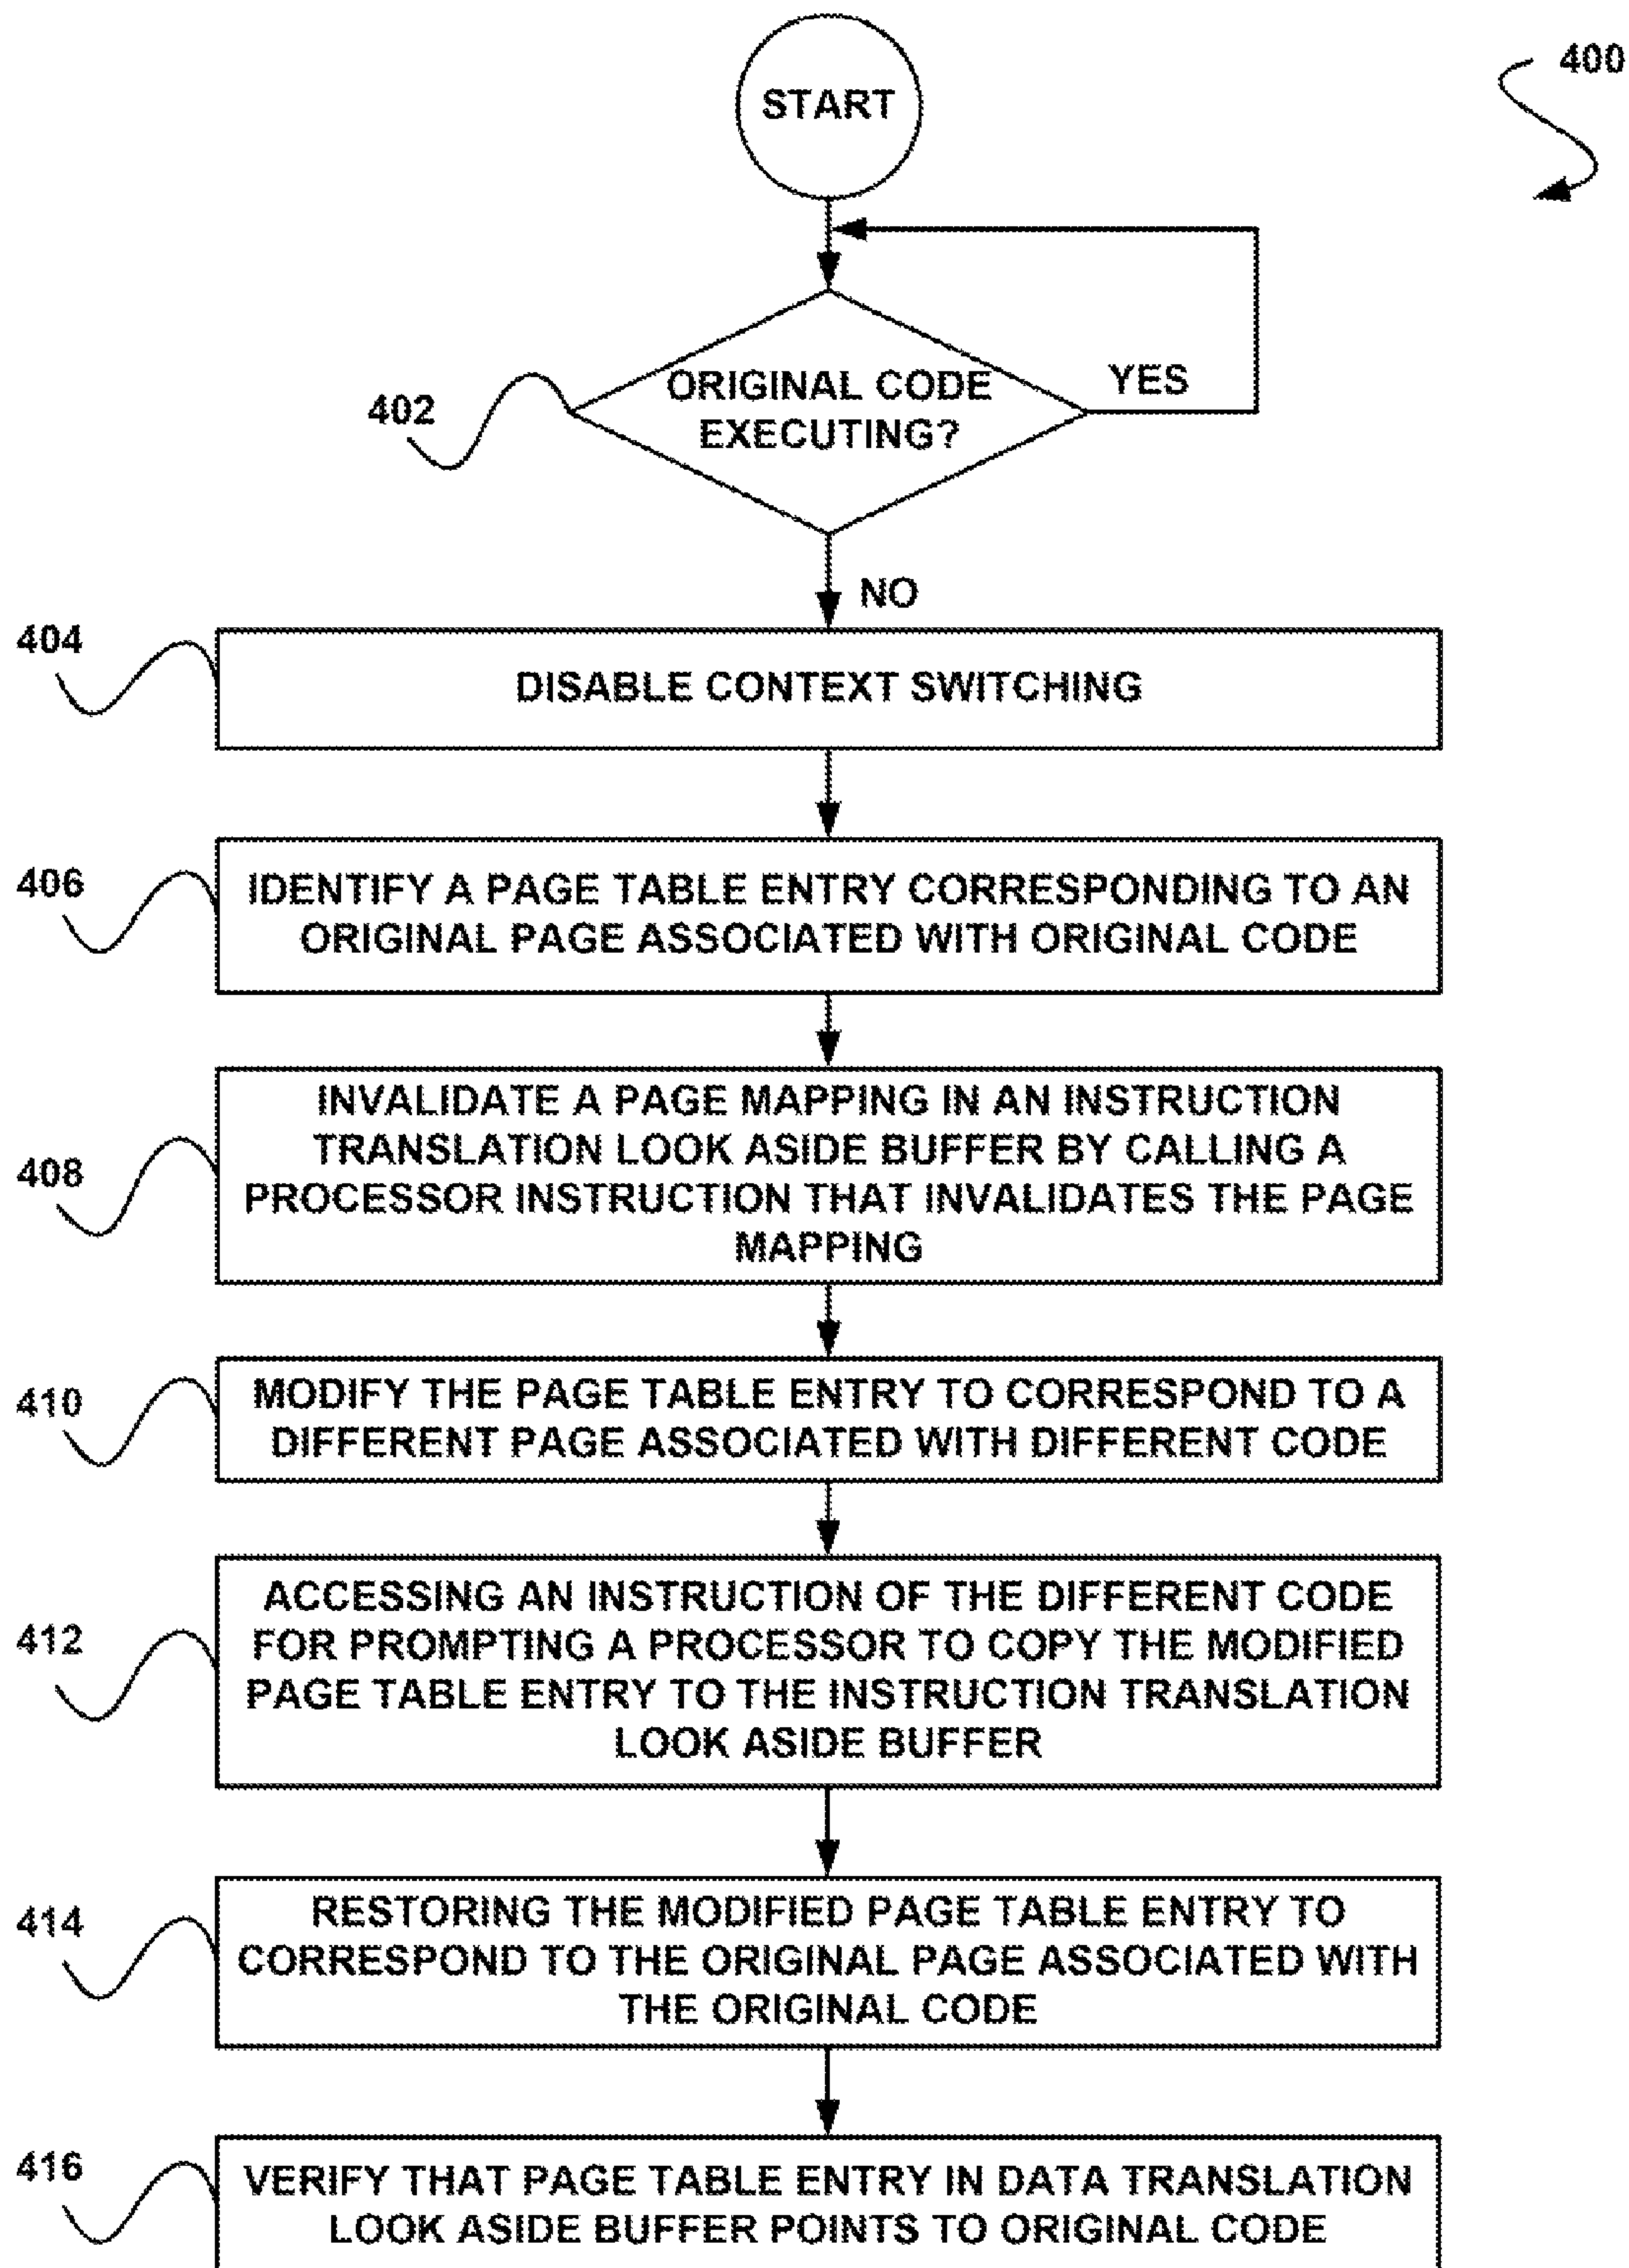 START
400
ORIGINAL CODE
EXECUTING?
YES
402
NO
404
DISABLE CONTEXT SWITCHING
406
IDENTIFY A PAGE TABLE ENTRY CORRESPONDING TO AN
ORIGINAL PAGE ASSOCIATED WITH ORIGINAL CODE
408
INVALIDATE A PAGE MAPPING IN AN INSTRUCTION
TRANSLATION LOOK ASIDE BUFFER BY CALLING A
PROCESSOR INSTRUCTION THAT INVALIDATES THE PAGE
MAPPING
410
MODIFY THE PAGE TABLE ENTRY TO CORRESPOND TO A
DIFFERENT PAGE ASSOCIATED WITH DIFFERENT CODE
412
ACCESSING AN INSTRUCTION OF THE DIFFERENT CODE
FOR PROMPTING A PROCESSOR TO COPY THE MODIFIED
PAGE TABLE ENTRY TO THE INSTRUCTION TRANSLATION
LOOK ASIDE BUFFER
414
RESTORING THE MODIFIED PAGE TABLE ENTRY TO
CORRESPOND TO THE ORIGINAL PAGE ASSOCIATED WITH
THE ORIGINAL CODE
416
VERIFY THAT PAGE TABLE ENTRY IN DATA TRANSLATION
LOOK ASIDE BUFFER POINTS TO ORIGINAL CODE